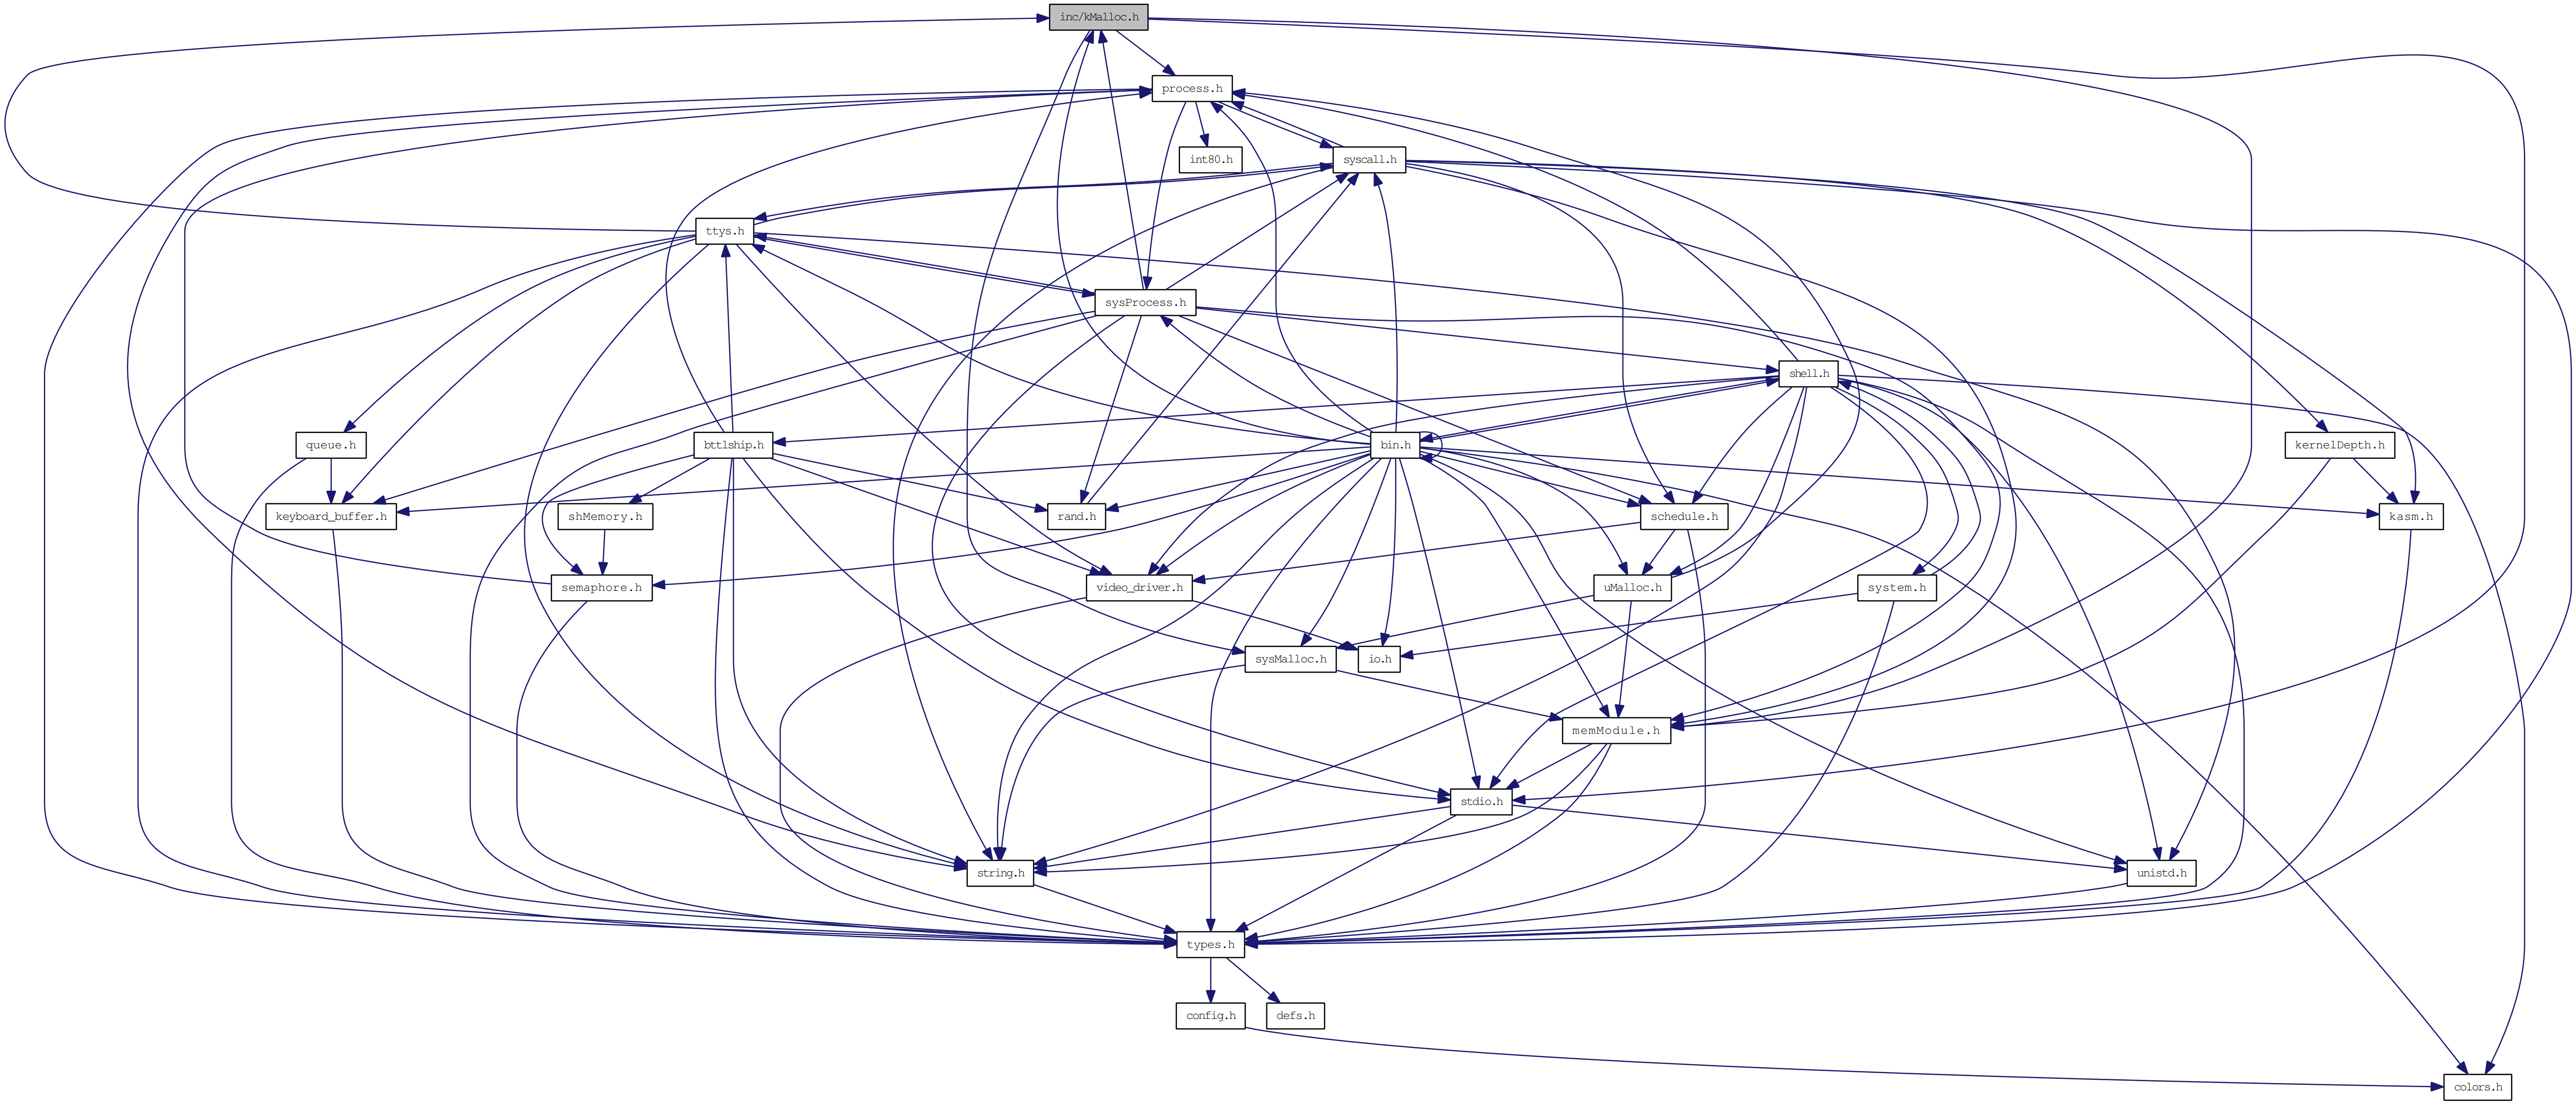 inc/kMalloc.h
process.h
int80.h
syscall.h
ttys.h
sysProcess.h
shell.h
queue.h
bttlship.h
bin.h
kernelDepth.h
keyboard_buffer.h
shMemory.h
rand.h
schedule.h
kasm.h
semaphore.h
video_driver.h
uMalloc.h
system.h
sysMalloc.h
io.h
memModule.h
stdio.h
string.h
unistd.h
types.h
config.h
defs.h
colors.h